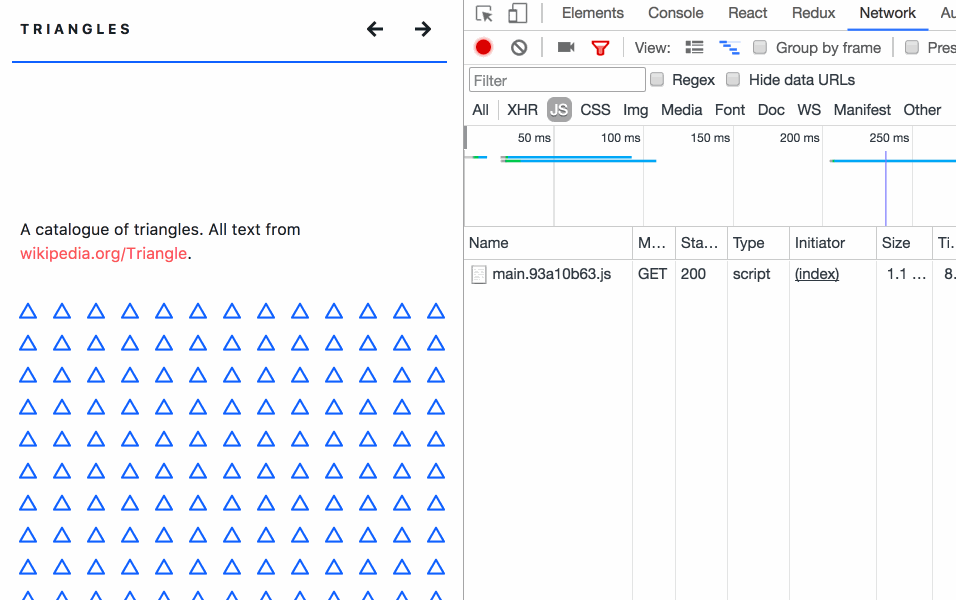 TRIANGLES
A catalogue of triangles. All text from
wikipedia.org/Triangle.
Elements Console React Redux Network Au
View: Group by frame Pres
Filter Regex Hide data URLs
All XHR JS CSS Img Media Font Doc WS Manifest Other
50 ms 100 ms 150 ms 200 ms 250 ms
Name M... Sta... Type Initiator Size Ti.
main.93a10b63.js GET 200 script (index) 1.1 ... 8.